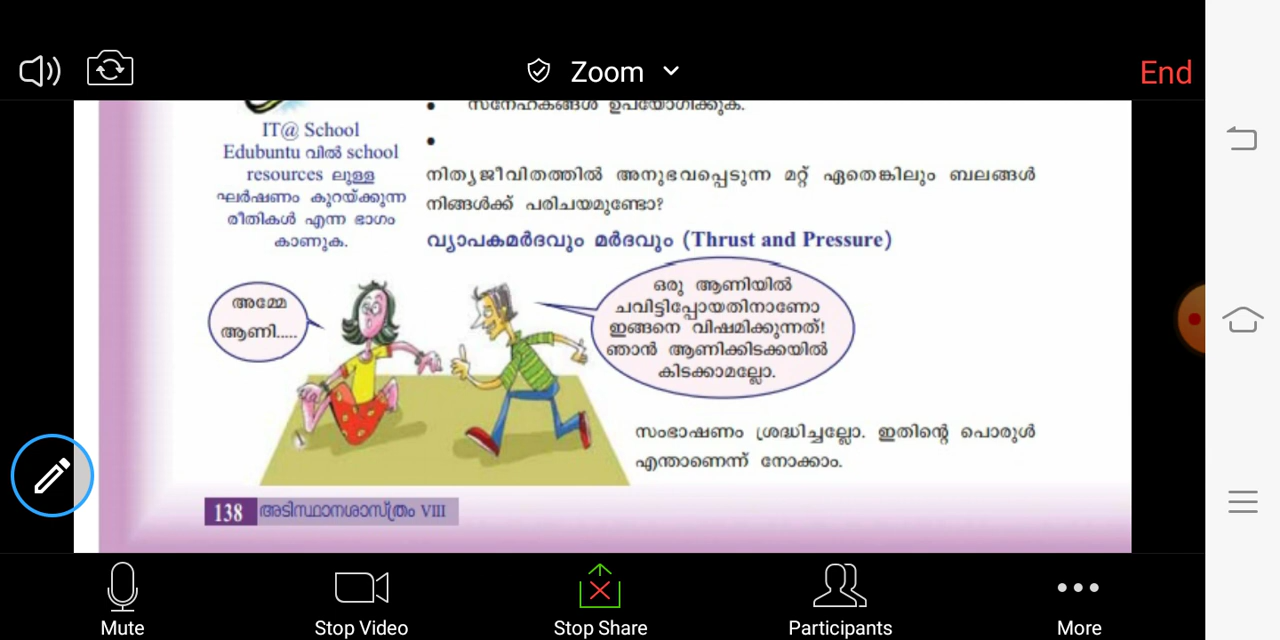 Zoom
End
സ്നേഹകങ്ങൾ ഉപയോഗിക്കുക.
IT@ School
Edubuntu വിൽ school
resources ലുള്ള
ഘർഷണം കുറയ്ക്കുന്ന
രീതികൾ എന്ന ഭാഗം
കാണുക.
നിത്യജീവിതത്തിൽ അനുഭവപ്പെടുന്ന മറ്റ് ഏതെങ്കിലും ബലങ്ങൾ
നിങ്ങൾക്ക് പരിചയമുണ്ടോ?
വ്യാപകമർദവും മർദവും (Thrust and Pressure)
അമ്മേ
ആണി.....
ഒരു ആണിയിൽ
ചവിട്ടിപ്പോയതിനാണോ
ഇങ്ങനെ വിഷമിക്കുന്നത്!
ഞാൻ ആണിക്കിടക്കയിൽ
കിടക്കാമല്ലോ.
സംഭാഷണം ശ്രദ്ധിച്ചല്ലോ. ഇതിന്റെ പൊരുൾ
എന്താണെന്ന് നോക്കാം.
138 അടിസ്ഥാനശാസ്ത്രം VIII
Mute
Stop Video
Stop Share
Participants
More